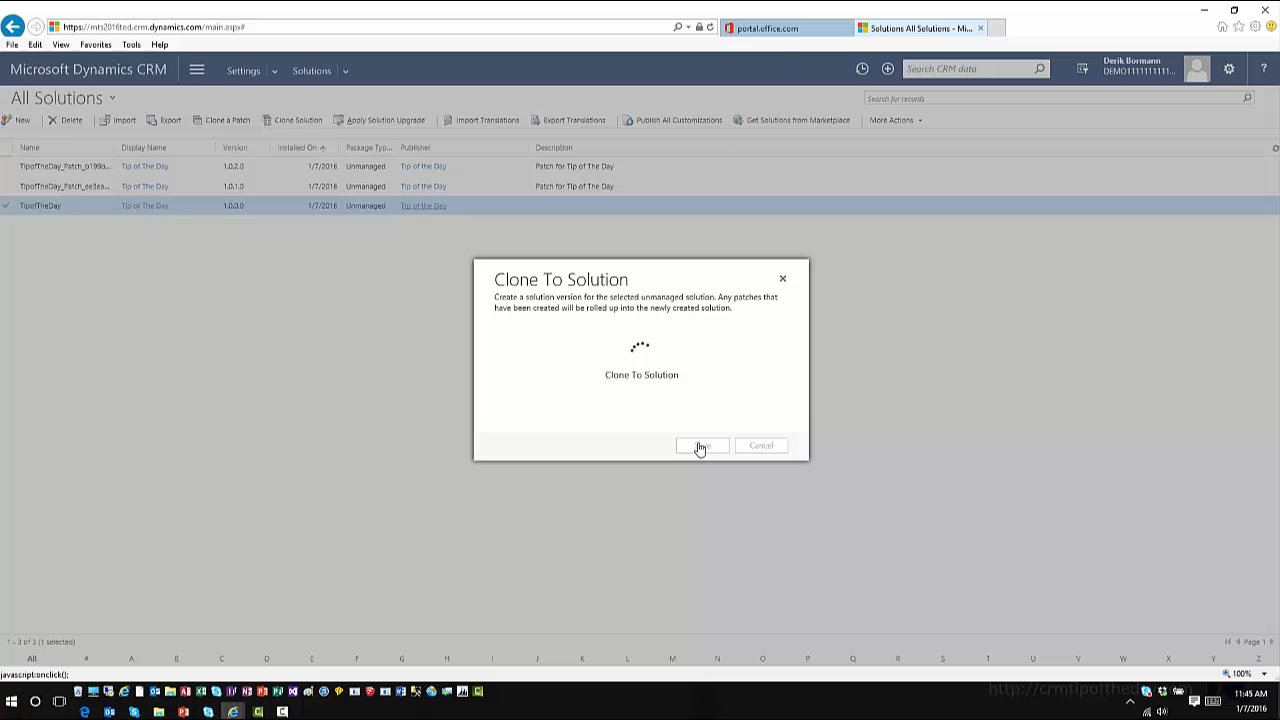 https://mts2016tod.crm.dynamics.com/main.aspx#
portal.office.com
Solutions All Solutions - Mi...
File Edit View Favorites Tools Help
Microsoft Dynamics CRM
Settings
Solutions
Search CRM data
Derik Bormann
DEMO1111111111...
?
All Solutions
Search for records
New
Delete
Import
Export
Clone a Patch
Clone Solution
Apply Solution Upgrade
Import Translations
Export Translations
Publish All Customizations
Get Solutions from Marketplace
More Actions
Name Display Name Version Installed On Package Typ... Publisher Description
TipofTheDay_Patch_b199b... Tip of The Day 1.0.2.0 1/7/2016 Unmanaged Tip of the Day Patch for Tip of The Day
TipofTheDay_Patch_ee3ea... Tip of The Day 1.0.1.0 1/7/2016 Unmanaged Tip of the Day Patch for Tip of The Day
TipofTheDay Tip of The Day 1.0.0.0 1/7/2016 Unmanaged Tip of the Day
Clone To Solution
Create a solution version for the selected unmanaged solution. Any patches that
have been created will be rolled up into the newly created solution.
Clone To Solution
Cancel
1 - 3 of 3 (1 selected)
Page 1
All # A B C D E F G H I J K L M N O P Q R S T U V W X Y Z
javascript:onclick();
100%
11:45 AM
1/7/2016